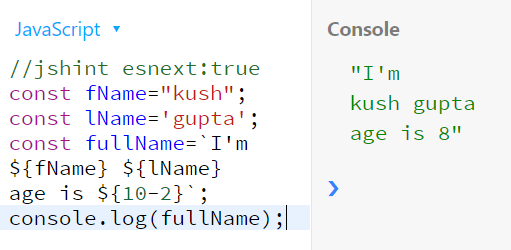 JavaScript ▼
Console
//jshint esnext:true
const fName="kush";
const lName='gupta';
const fullName=`I'm
${fName} ${lName}
age is ${10-2}`;
console.log(fullName);
"I'm
kush gupta
age is 8"
❯